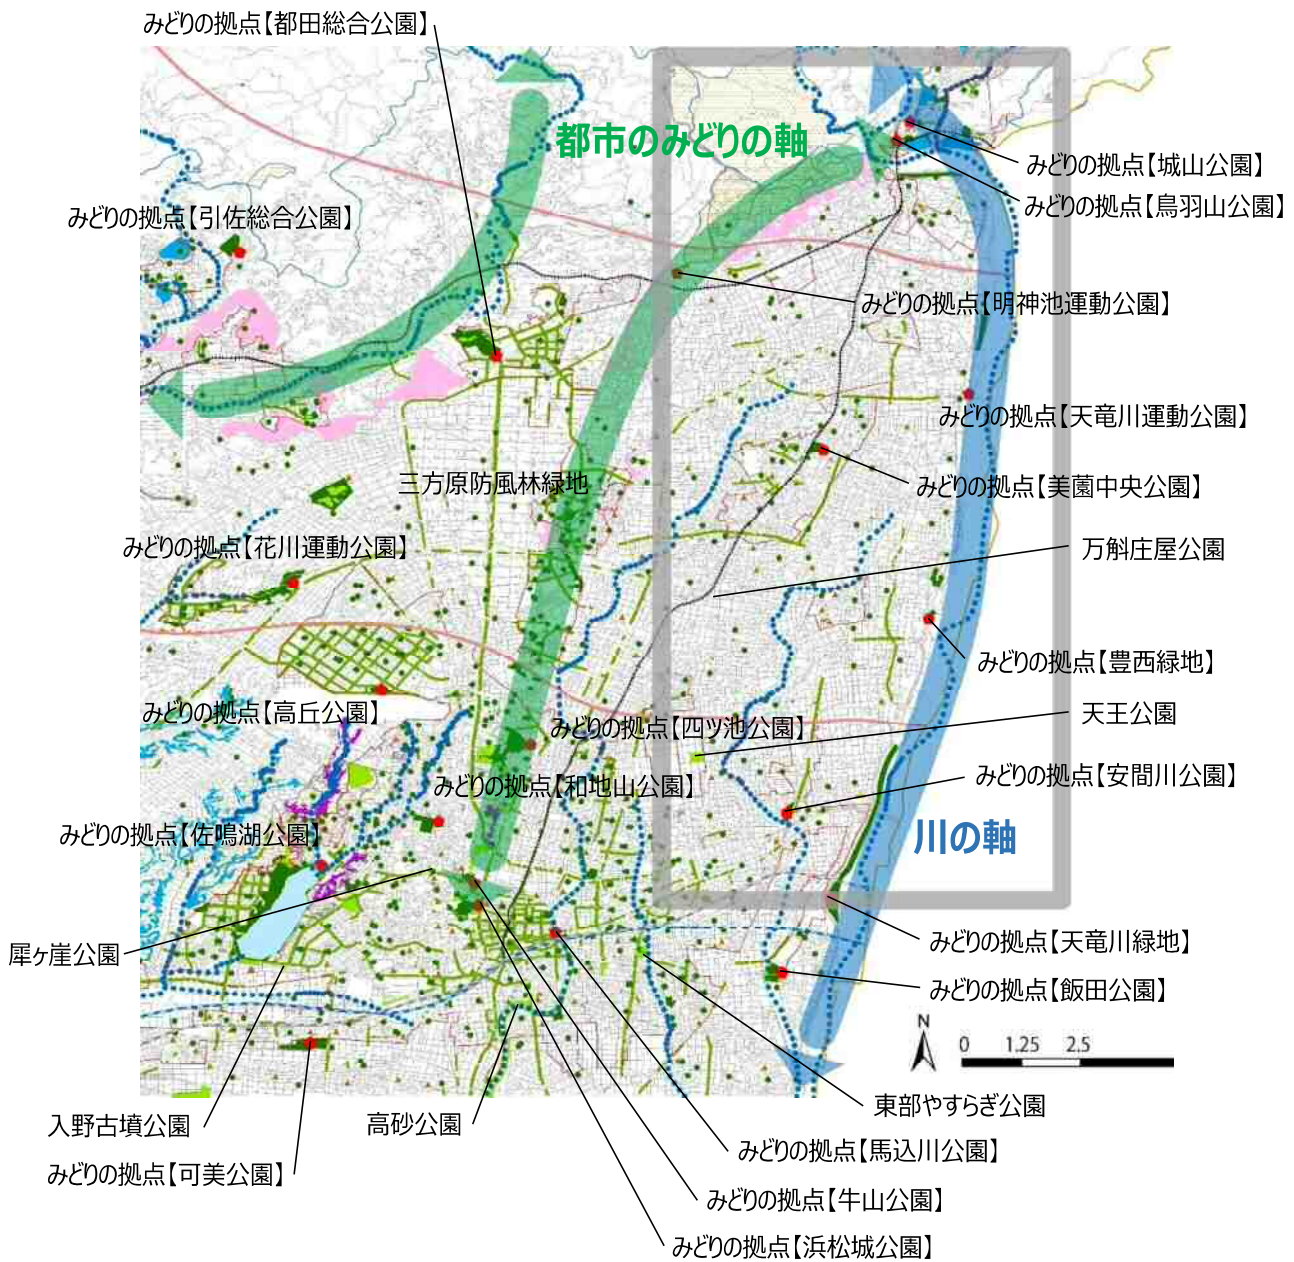 みどりの拠点【都田総合公園】
都市のみどりの軸
みどりの拠点【城山公園】
みどりの拠点【鳥羽山公園】
みどりの拠点【引佐総合公園】
みどりの拠点【明神池運動公園】
みどりの拠点【天竜川運動公園】
三方原防風林緑地
みどりの拠点【美薗中央公園】
みどりの拠点【花川運動公園】
万斛庄屋公園
みどりの拠点【豊西緑地】
みどりの拠点【高丘公園】
天王公園
みどりの拠点【四ツ池公園】
みどりの拠点【安間川公園】
みどりの拠点【和地山公園】
みどりの拠点【佐鳴湖公園】
川の軸
犀ヶ崖公園
みどりの拠点【天竜川緑地】
みどりの拠点【飯田公園】
N
0 1.25 2.5
東部やすらぎ公園
入野古墳公園
高砂公園
みどりの拠点【馬込川公園】
みどりの拠点【可美公園】
みどりの拠点【牛山公園】
みどりの拠点【浜松城公園】